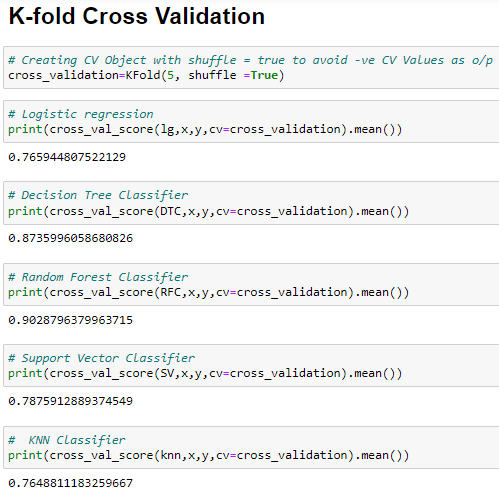 K-fold Cross Validation
# Creating CV Object with shuffle = true to avoid -ve CV Values as o/p
cross_validation=KFold(5, shuffle =True)
# Logistic regression
print(cross_val_score(lg,x,y,cv=cross_validation).mean())
0.765944807522129
# Decision Tree Classifier
print(cross_val_score(DTC,x,y,cv=cross_validation).mean())
0.8735996058680826
# Random Forest Classifier
print(cross_val_score(RFC,x,y,cv=cross_validation).mean())
0.9028796379963715
# Support Vector Classifier
print(cross_val_score(SV,x,y,cv=cross_validation).mean())
0.7875912889374549
#  KNN Classifier
print(cross_val_score(knn,x,y,cv=cross_validation).mean())
0.7648811183259667